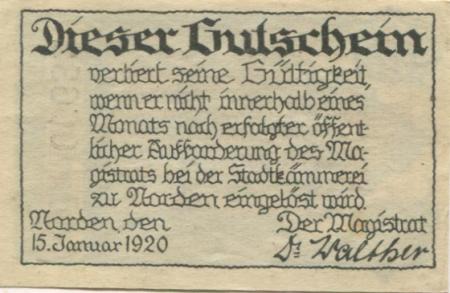 Dieser Gutschein
verliert seine Gültigkeit,
wenn er nicht innerhalb eines
Monats nach erfolgter öffent-
licher Aufforderung des Ma-
gistrats bei der Stadtkämmerei
zu Norden eingelöst wird.
Norden, den
15. Januar 1920
Der Magistrat
Dr Walther